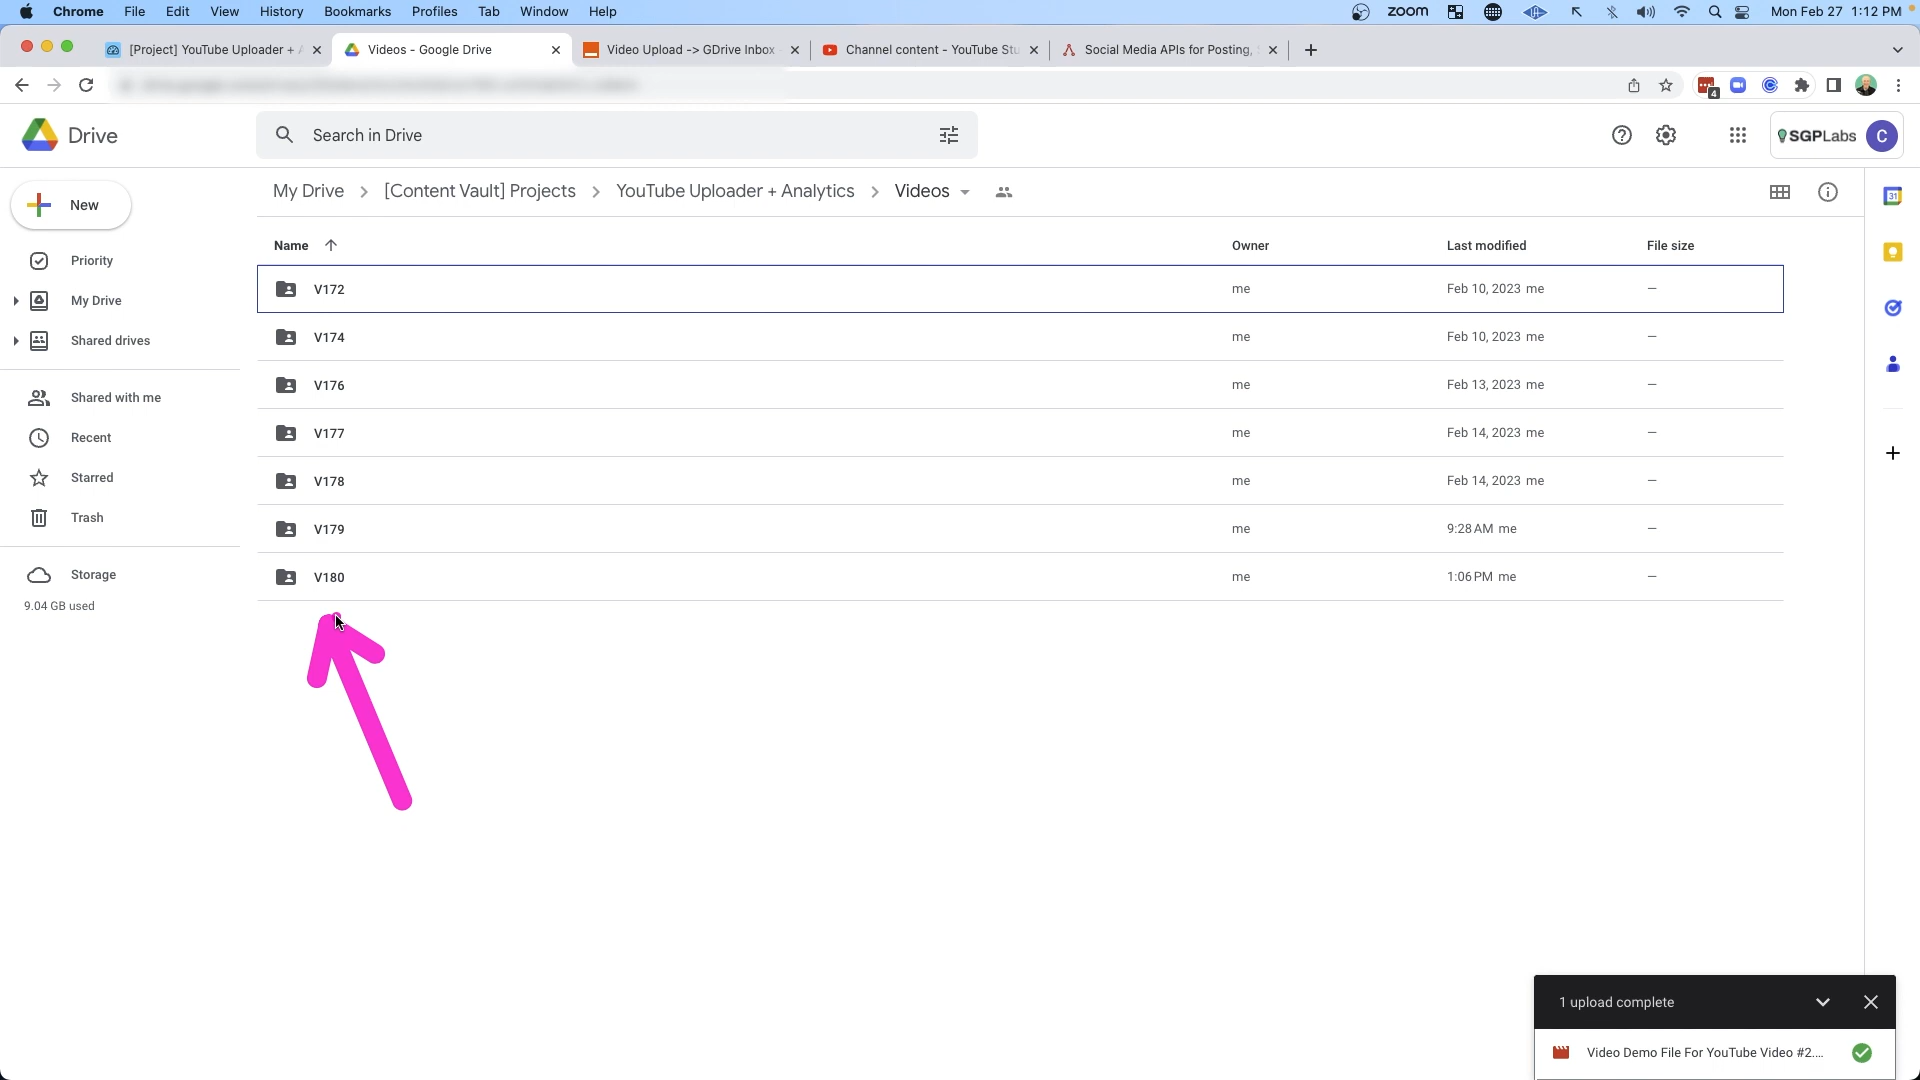 Chrome File Edit View History Bookmarks Profiles Tab Window Help zoom Mon Feb 27 1:12 PM
[Project] YouTube Uploader + A Videos - Google Drive Video Upload -> GDrive Inbox - Channel content - YouTube Stu Social Media APIs for Posting, S
4
Drive Search in Drive SGPLabs C
New
My Drive > [Content Vault] Projects > YouTube Uploader + Analytics > Videos
31
Name Owner Last modified File size
Priority
My Drive
Shared drives
Shared with me
Recent
Starred
Trash
Storage
9.04 GB used
V172 me Feb 10, 2023 me –
V174 me Feb 10, 2023 me –
V176 me Feb 13, 2023 me –
V177 me Feb 14, 2023 me –
V178 me Feb 14, 2023 me –
V179 me 9:28 AM me –
V180 me 1:06 PM me –
1 upload complete
Video Demo File For YouTube Video #2....